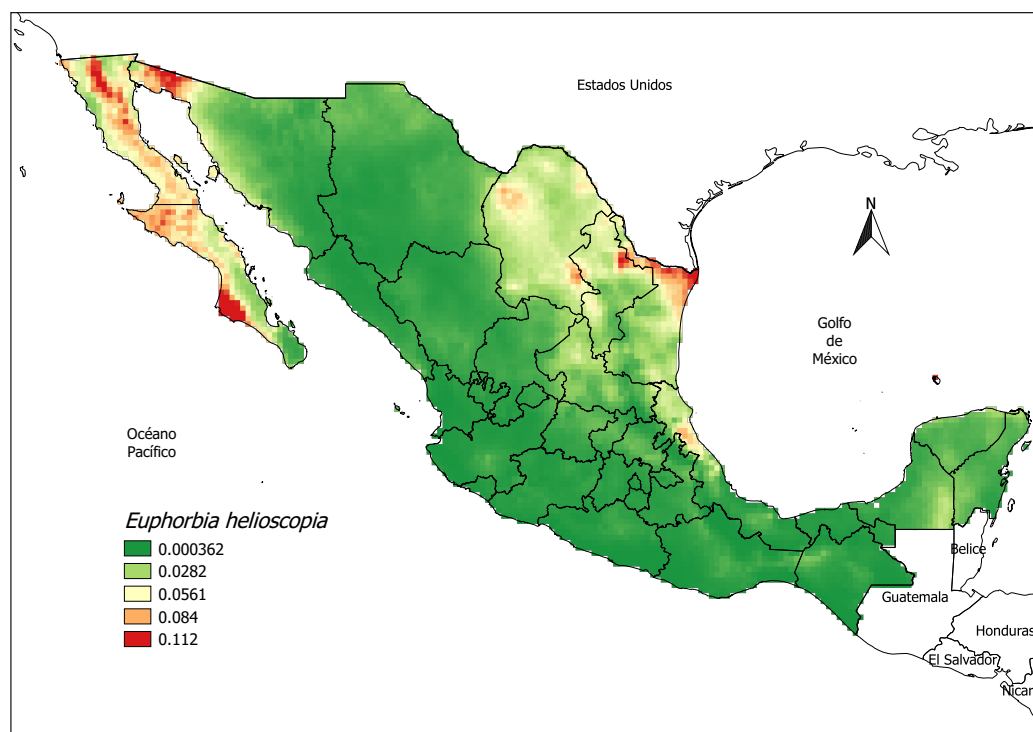 Estados Unidos
N
Golfo
de
México
Océano
Pacífico
Euphorbia helioscopia
0.000362
0.0282
0.0561
0.084
0.112
Belice
Guatemala
Honduras
El Salvador
Nicar